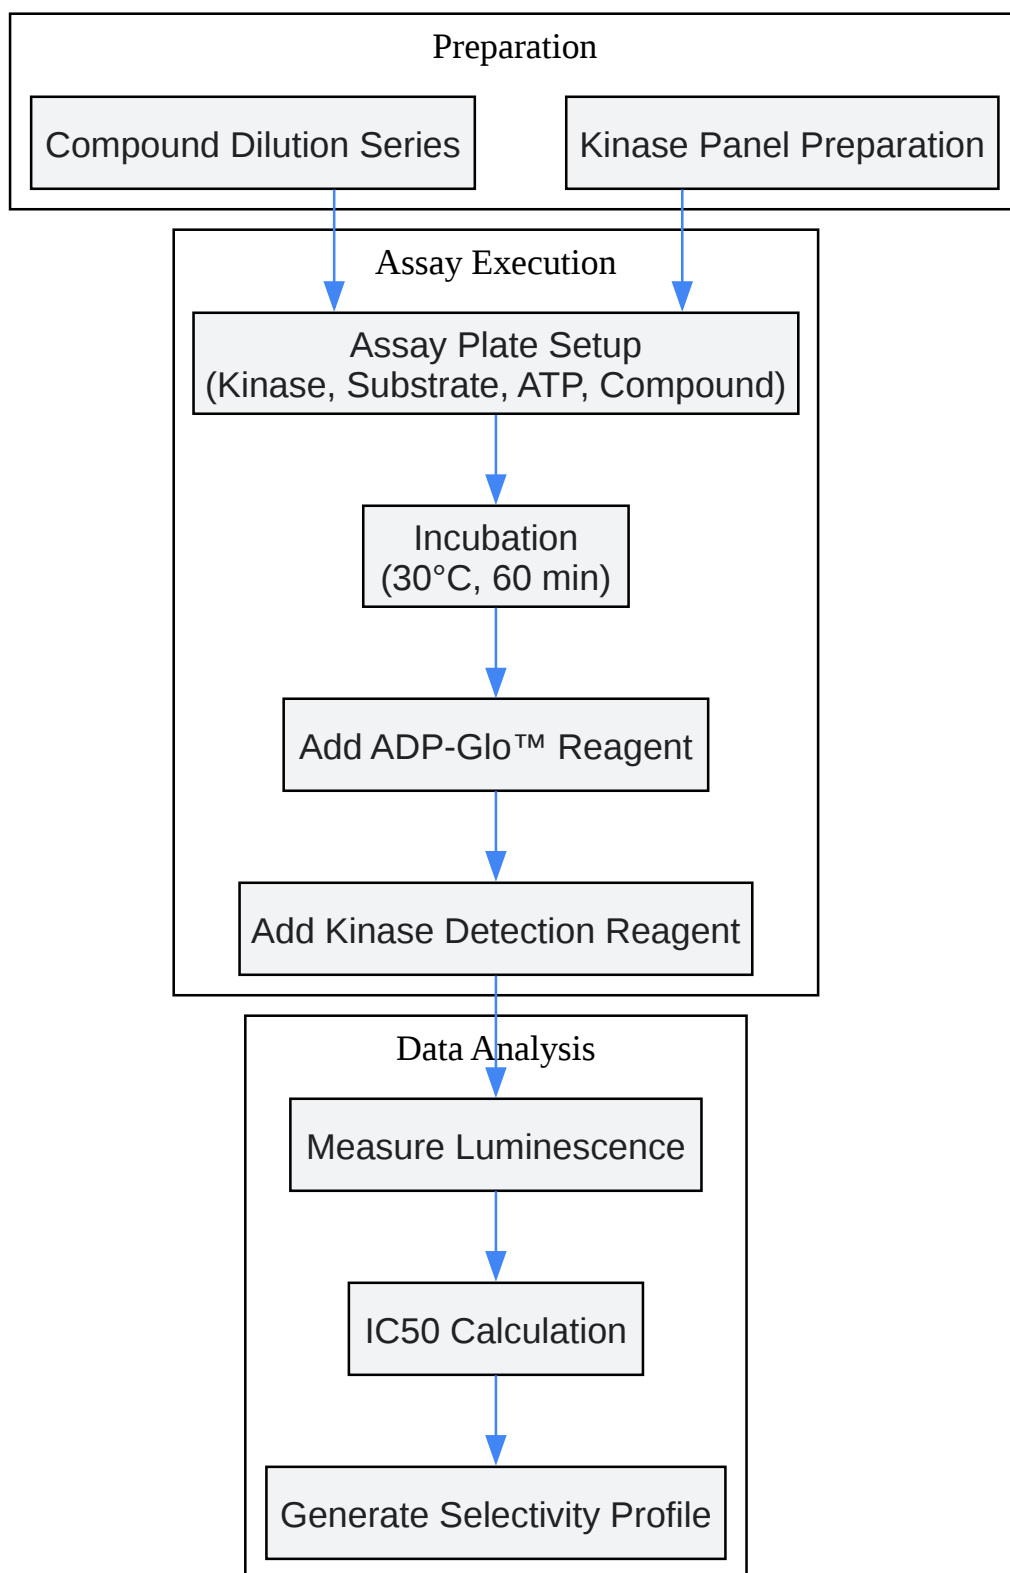 Preparation
Compound Dilution Series
Kinase Panel Preparation
Assay Execution
Assay Plate Setup
(Kinase, Substrate, ATP, Compound)
Incubation
(30°C, 60 min)
Add ADP-Glo™ Reagent
Add Kinase Detection Reagent
Data Analysis
Measure Luminescence
IC50 Calculation
Generate Selectivity Profile